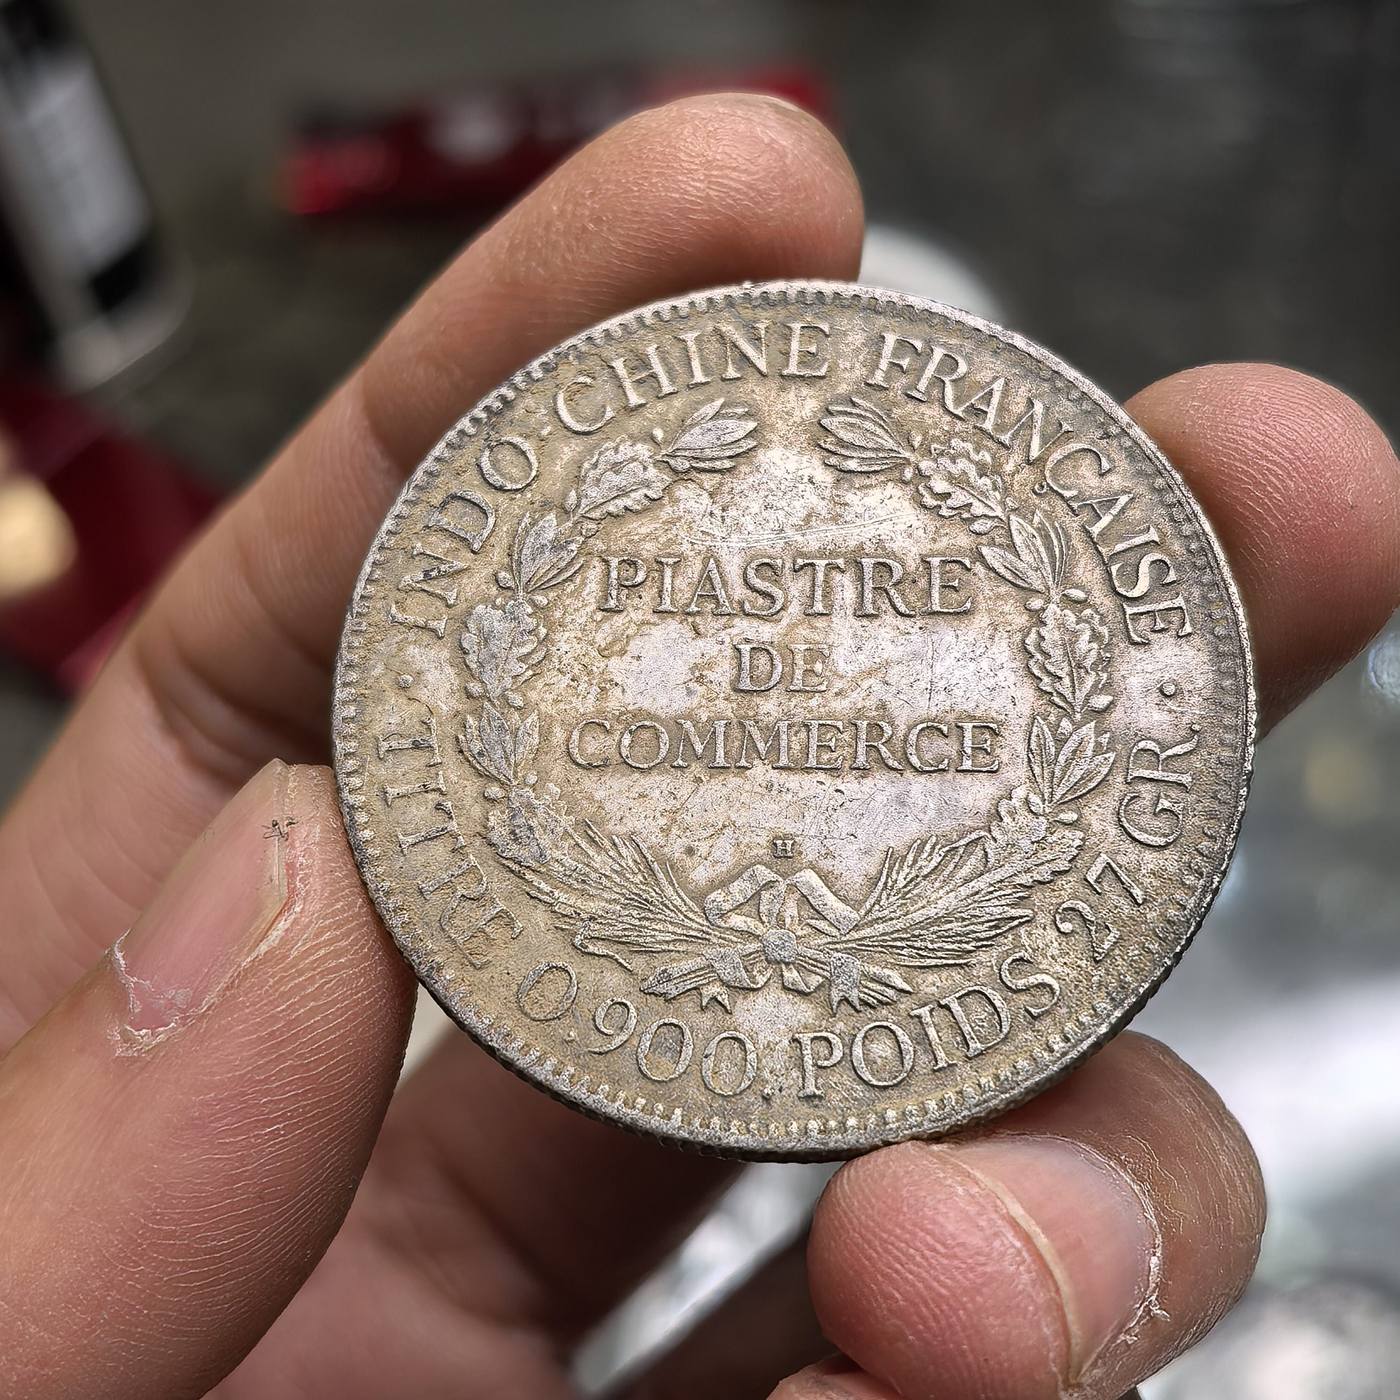 INDO-CHINE FRANÇAISE
PIASTRE
DE
COMMERCE
H
TITRE 0.900. POIDS 27 GR.